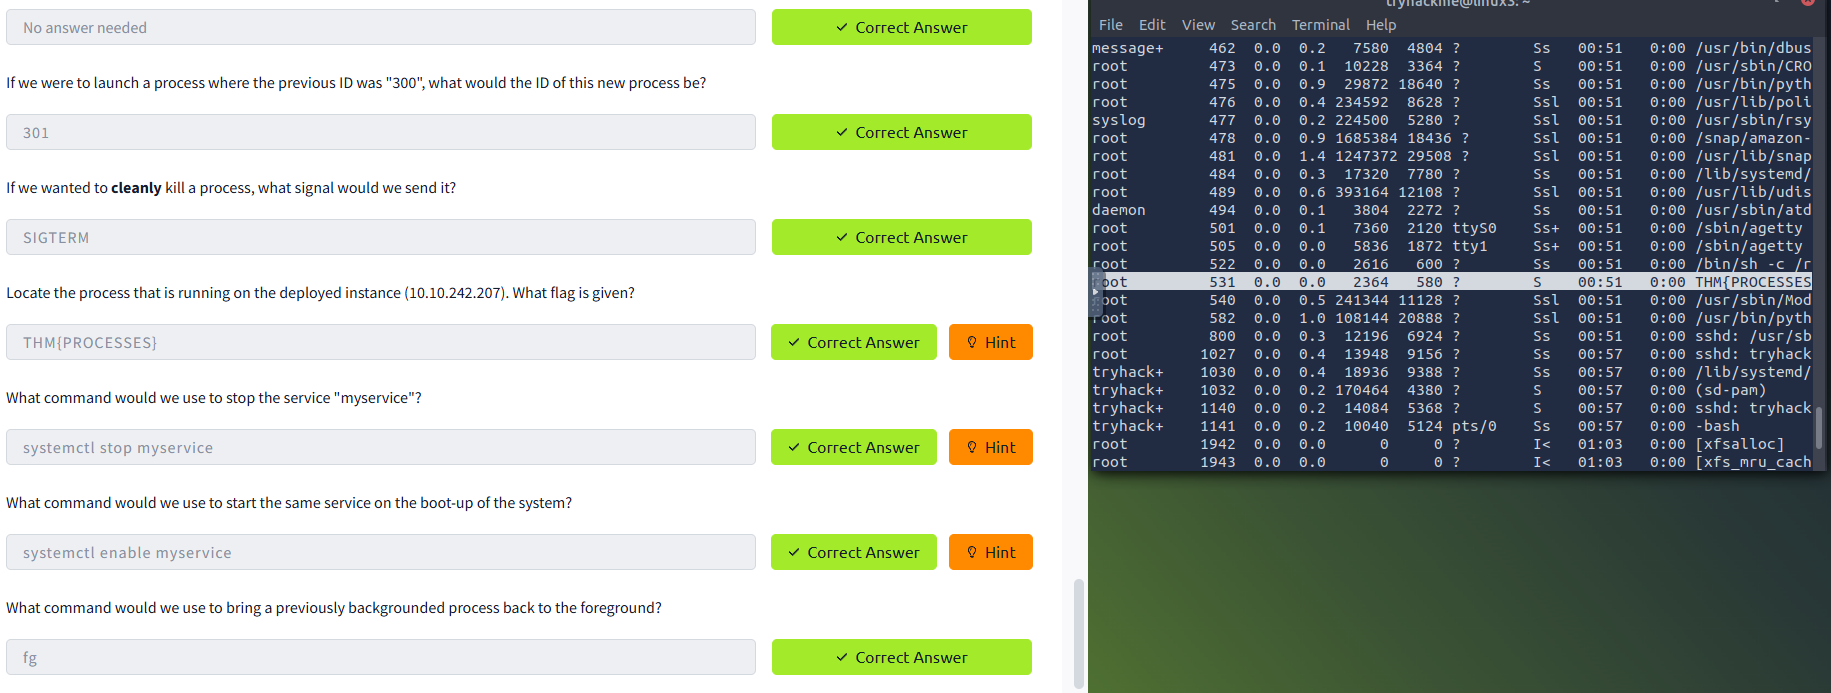 No answer needed
✓ Correct Answer
If we were to launch a process where the previous ID was "300", what would the ID of this new process be?
301
✓ Correct Answer
If we wanted to cleanly kill a process, what signal would we send it?
SIGTERM
✓ Correct Answer
Locate the process that is running on the deployed instance (10.10.242.207). What flag is given?
THM{PROCESSES}
✓ Correct Answer
Hint
What command would we use to stop the service "myservice"?
systemctl stop myservice
✓ Correct Answer
Hint
What command would we use to start the same service on the boot-up of the system?
systemctl enable myservice
✓ Correct Answer
Hint
What command would we use to bring a previously backgrounded process back to the foreground?
fg
✓ Correct Answer
tryhackme@linux3: ~
File Edit View Search Terminal Help
message+ 462 0.0 0.2 7580 4804 ? Ss 00:51 0:00 /usr/bin/dbus
root 473 0.0 0.1 10228 3364 ? S 00:51 0:00 /usr/sbin/CRO
root 475 0.0 0.9 29872 18640 ? Ss 00:51 0:00 /usr/bin/pyth
root 476 0.0 0.4 234592 8628 ? Ssl 00:51 0:00 /usr/lib/poli
syslog 477 0.0 0.2 224500 5280 ? Ssl 00:51 0:00 /usr/sbin/rsy
root 478 0.0 0.9 1685384 18436 ? Ssl 00:51 0:00 /snap/amazon-
root 481 0.0 1.4 1247372 29508 ? Ssl 00:51 0:00 /usr/lib/snap
root 484 0.0 0.3 17320 7780 ? Ss 00:51 0:00 /lib/systemd/
root 489 0.0 0.6 393164 12108 ? Ssl 00:51 0:00 /usr/lib/udis
daemon 494 0.0 0.1 3804 2272 ? Ss 00:51 0:00 /usr/sbin/atd
root 501 0.0 0.1 7360 2120 ttyS0 Ss+ 00:51 0:00 /sbin/agetty
root 505 0.0 0.0 5836 1872 tty1 Ss+ 00:51 0:00 /sbin/agetty
root 522 0.0 0.0 2616 600 ? Ss 00:51 0:00 /bin/sh -c /r
root 531 0.0 0.0 2364 580 ? S 00:51 0:00 THM{PROCESSES
root 540 0.0 0.5 241344 11128 ? Ssl 00:51 0:00 /usr/sbin/Mod
root 582 0.0 1.0 108144 20888 ? Ssl 00:51 0:00 /usr/bin/pyth
root 800 0.0 0.3 12196 6924 ? Ss 00:51 0:00 sshd: /usr/sb
root 1027 0.0 0.4 13948 9156 ? Ss 00:57 0:00 sshd: tryhack
tryhack+ 1030 0.0 0.4 18936 9388 ? Ss 00:57 0:00 /lib/systemd/
tryhack+ 1032 0.0 0.2 170464 4380 ? S 00:57 0:00 (sd-pam)
tryhack+ 1140 0.0 0.2 14084 5368 ? S 00:57 0:00 sshd: tryhack
tryhack+ 1141 0.0 0.2 10040 5124 pts/0 Ss 00:57 0:00 -bash
root 1942 0.0 0.0 0 0 ? I< 01:03 0:00 [xfsalloc]
root 1943 0.0 0.0 0 0 ? I< 01:03 0:00 [xfs_mru_cach